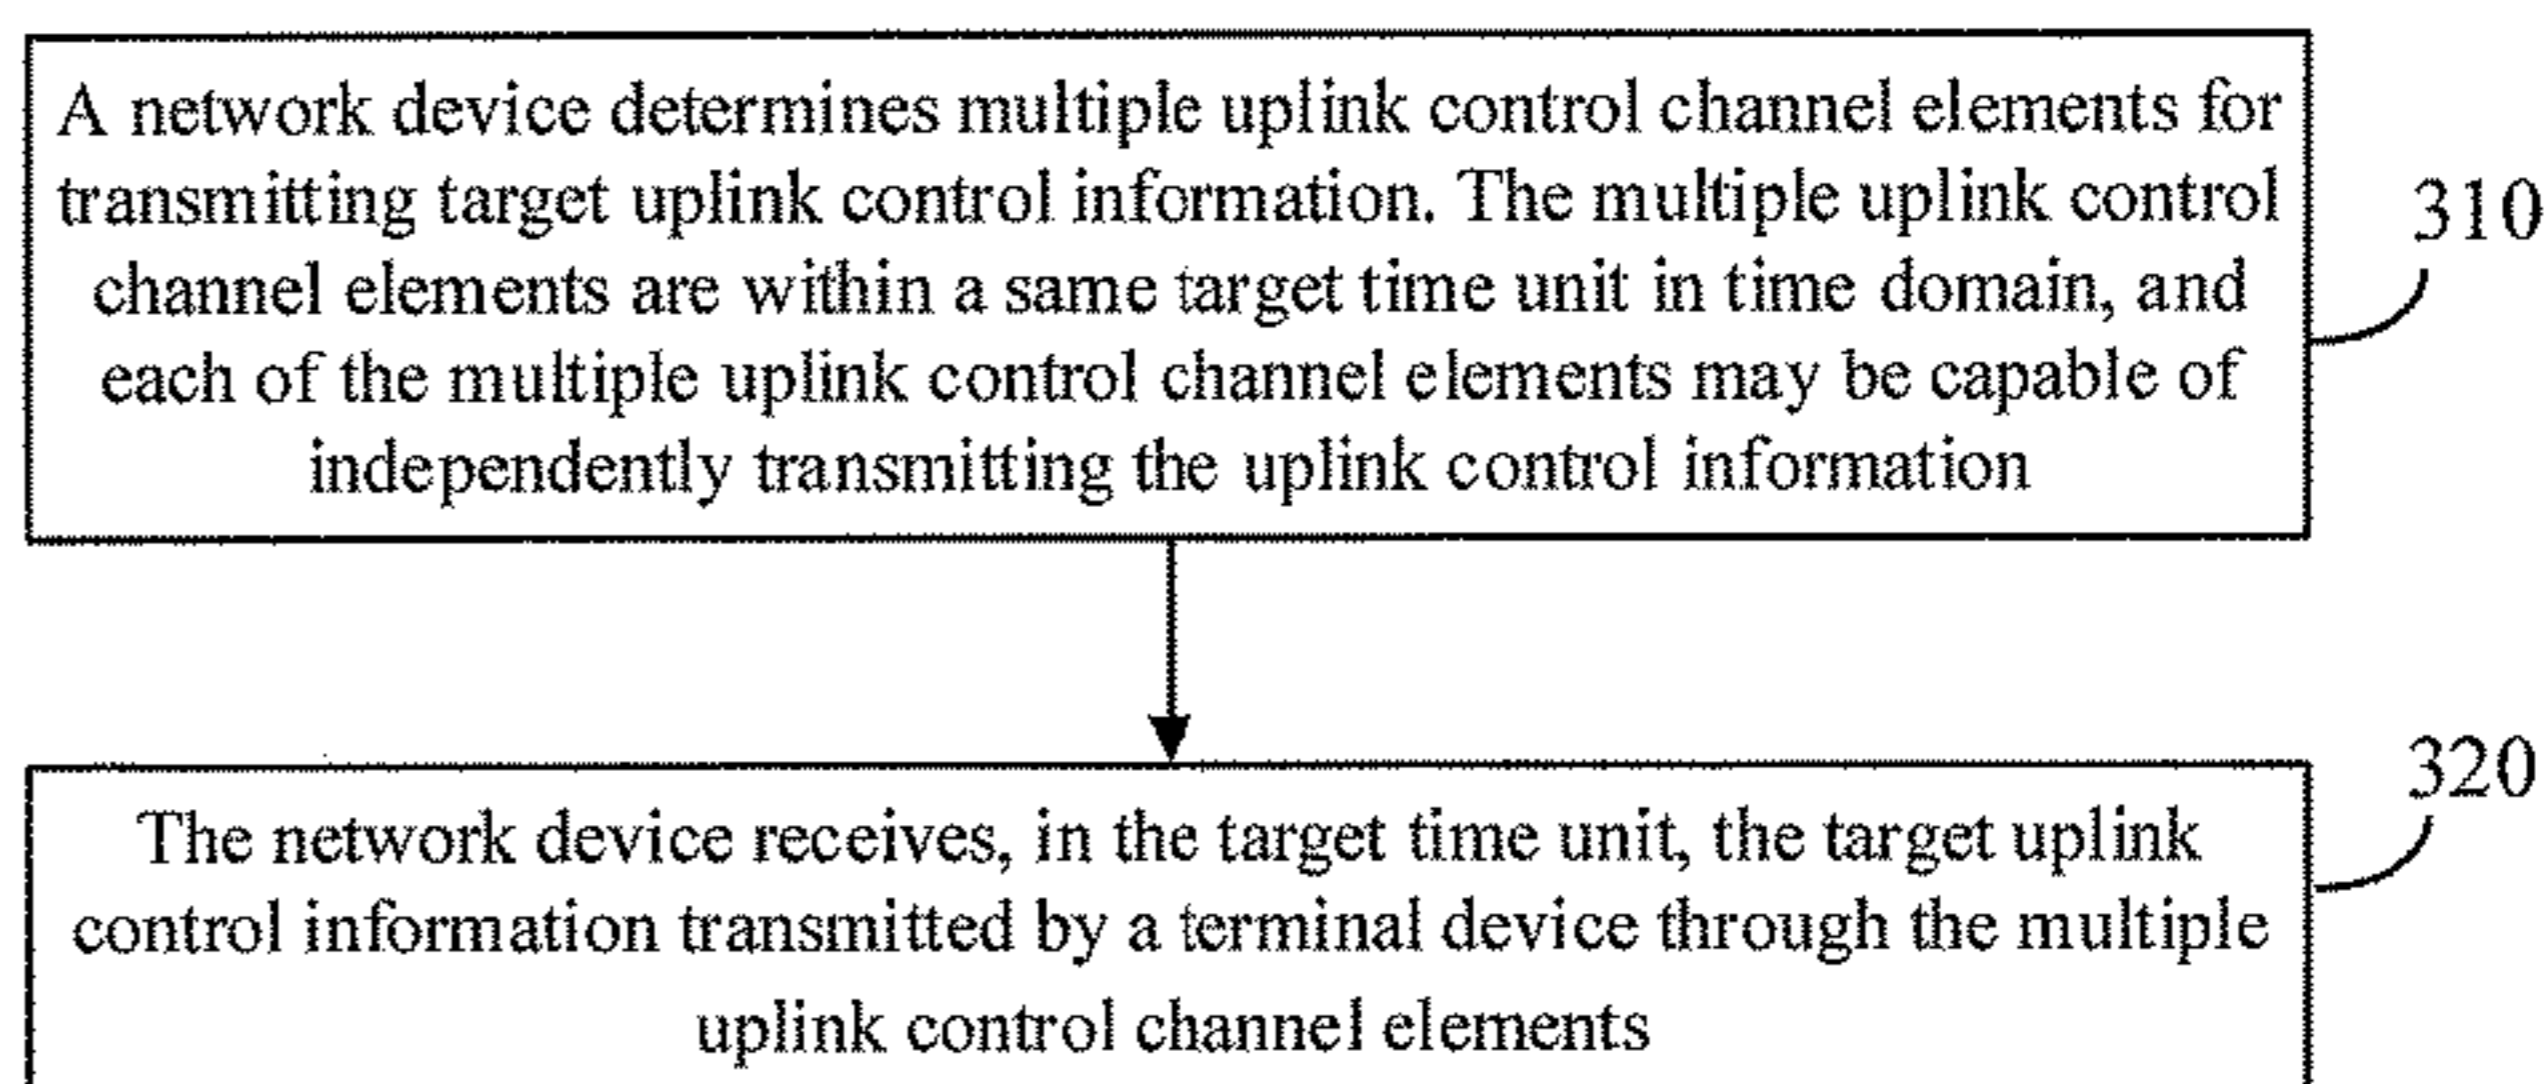 A network device determines multiple uplink control channel elements for
transmitting target uplink control information. The multiple uplink control
channel elements are within a same target time unit in time domain, and
each of the multiple uplink control channel elements may be capable of
independently transmitting the uplink control information
310
The network device receives, in the target time unit, the target uplink
control information transmitted by a terminal device through the multiple
uplink control channel elements
320